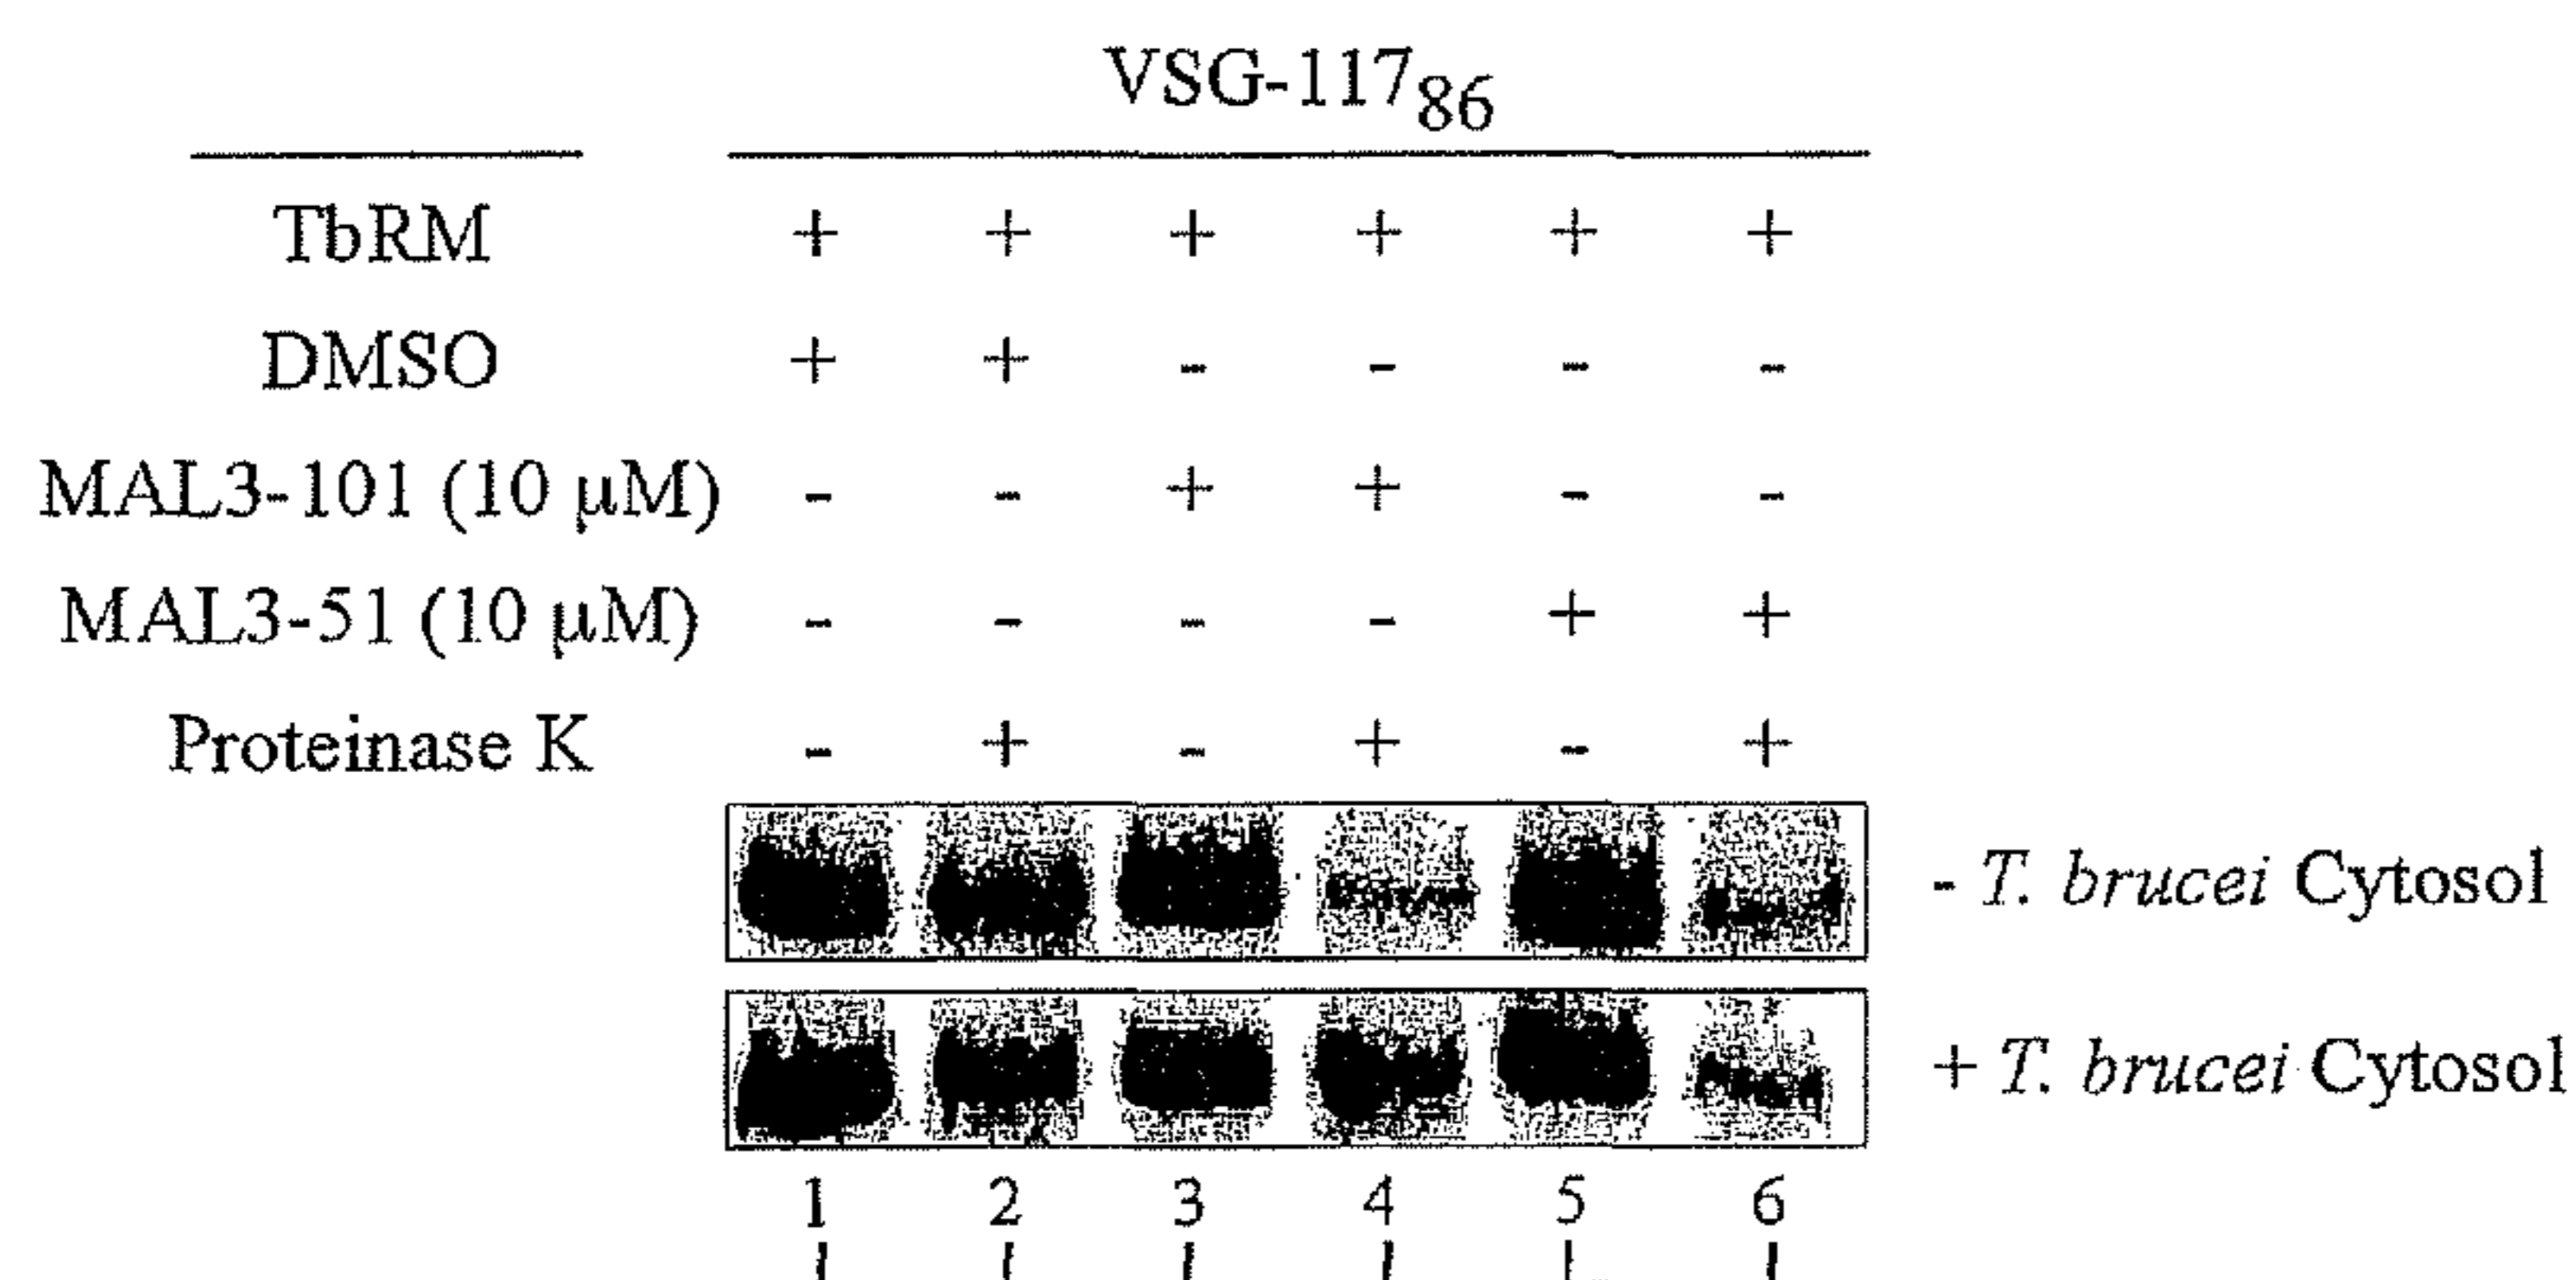 VSG-117₈₆
TbRM + + + + + +
DMSO + + - - - -
MAL3-101 (10 µM) - - + + - -
MAL3-51 (10 µM) - - - - + +
Proteinase K - + - + - +
- T. brucei Cytosol
+ T. brucei Cytosol
1 2 3 4 5 6